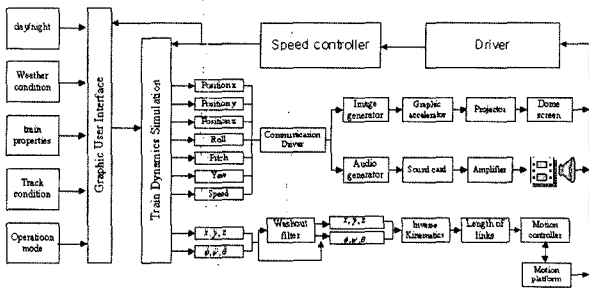 day/night
Weather
condition
train
properties
Track
condition
Operatioon
mode
Graphic User Interface
Train Dynamics Simulation
Speed controller
Driver
Position x
Position y
Position z
Roll
Pitch
Yaw
Speed
Communication
Driver
Image
generator
Graphic
accelerator
Projector
Dome
screen
Audio
generator
Sound card
Amplifier
Washout
filter
Inverse
Kinematics
Length of
links
Motion
controller
Motion
platform